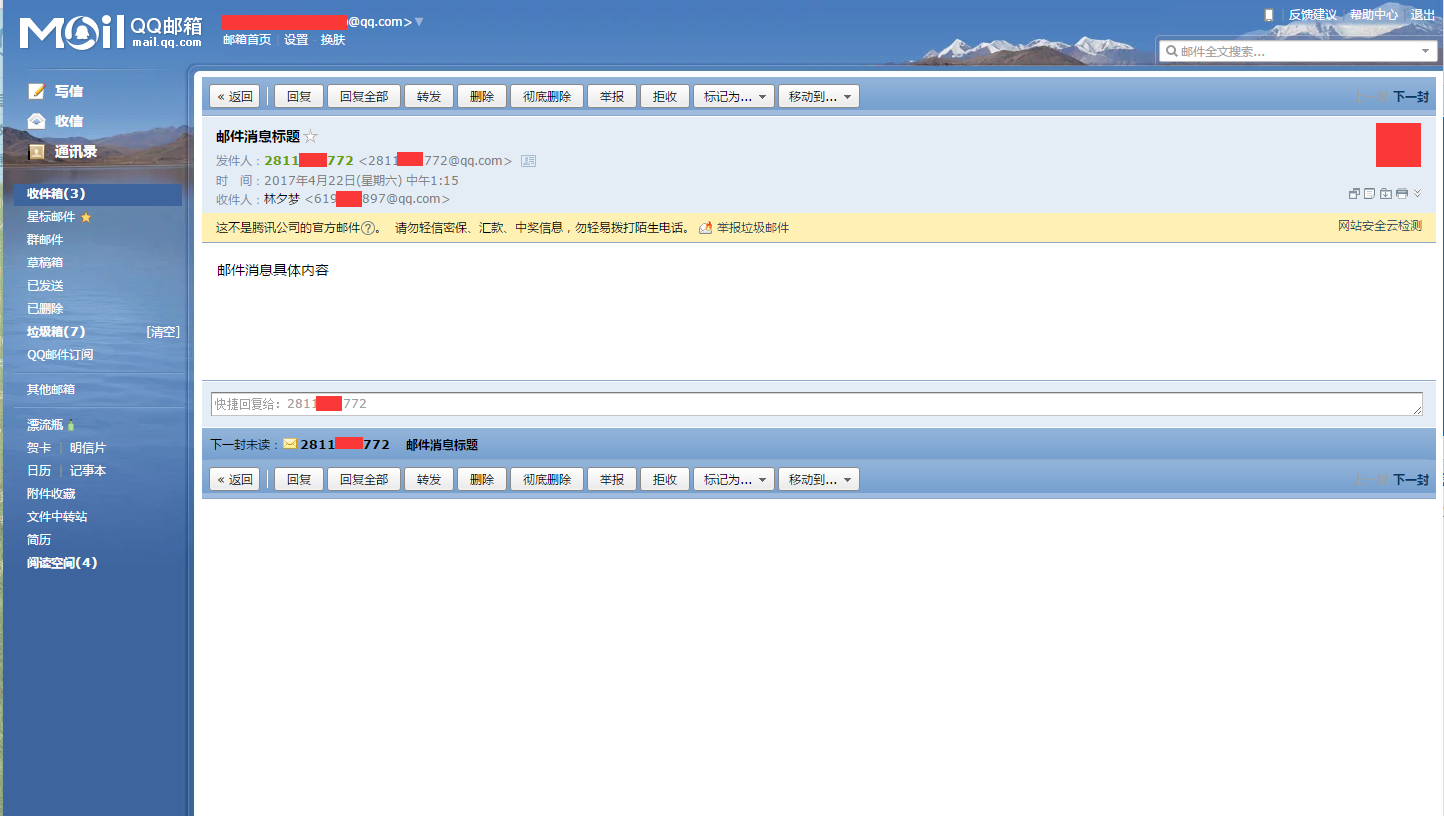 Mail QQ邮箱
mail.qq.com
@qq.com>
邮箱首页 设置 - 换肤
反馈建议 帮助中心 退出
邮件全文搜索...
写信
收信
通讯录
收件箱(3)
星标邮件
群邮件
草稿箱
已发送
已删除
垃圾箱(7) [清空]
QQ邮件订阅
其他邮箱
漂流瓶
贺卡 | 明信片
日历 | 记事本
附件收藏
文件中转站
简历
阅读空间(4)
« 返回 回复 回复全部 转发 删除 彻底删除 举报 拒收 标记为... 移动到... 下一封
邮件消息标题☆
发件人：2811 772 <2811 772@qq.com>
时 间：2017年4月22日(星期六) 中午1:15
收件人：林夕梦 <619 897@qq.com>
这不是腾讯公司的官方邮件?。 请勿轻信密保、汇款、中奖信息，勿轻易拨打陌生电话。 举报垃圾邮件 网站安全云检测
邮件消息具体内容
快捷回复给：2811 772
下一封未读：2811 772 邮件消息标题
« 返回 回复 回复全部 转发 删除 彻底删除 举报 拒收 标记为... 移动到... 下一封